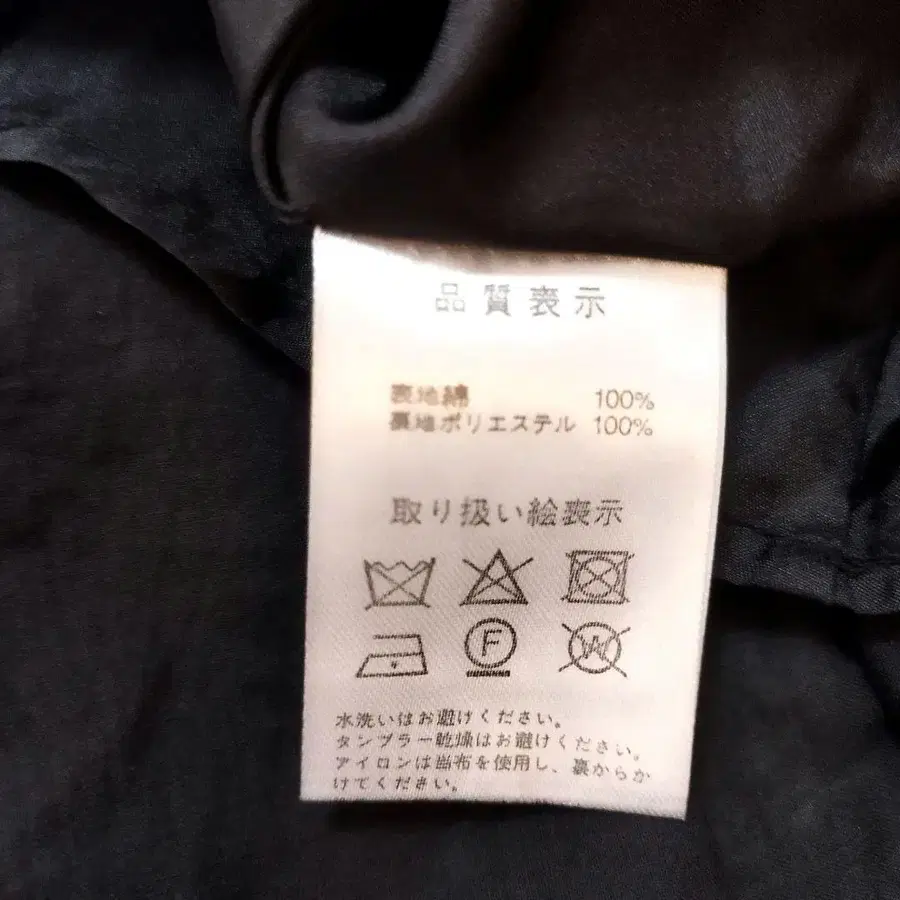 品質表示
表地綿 100%
裏地ポリエステル 100%
取り扱い絵表示
F
W
水洗いはお避けください。
タンブラー乾燥はお避けください。
アイロンは当布を使用し、裏からか
けてください。